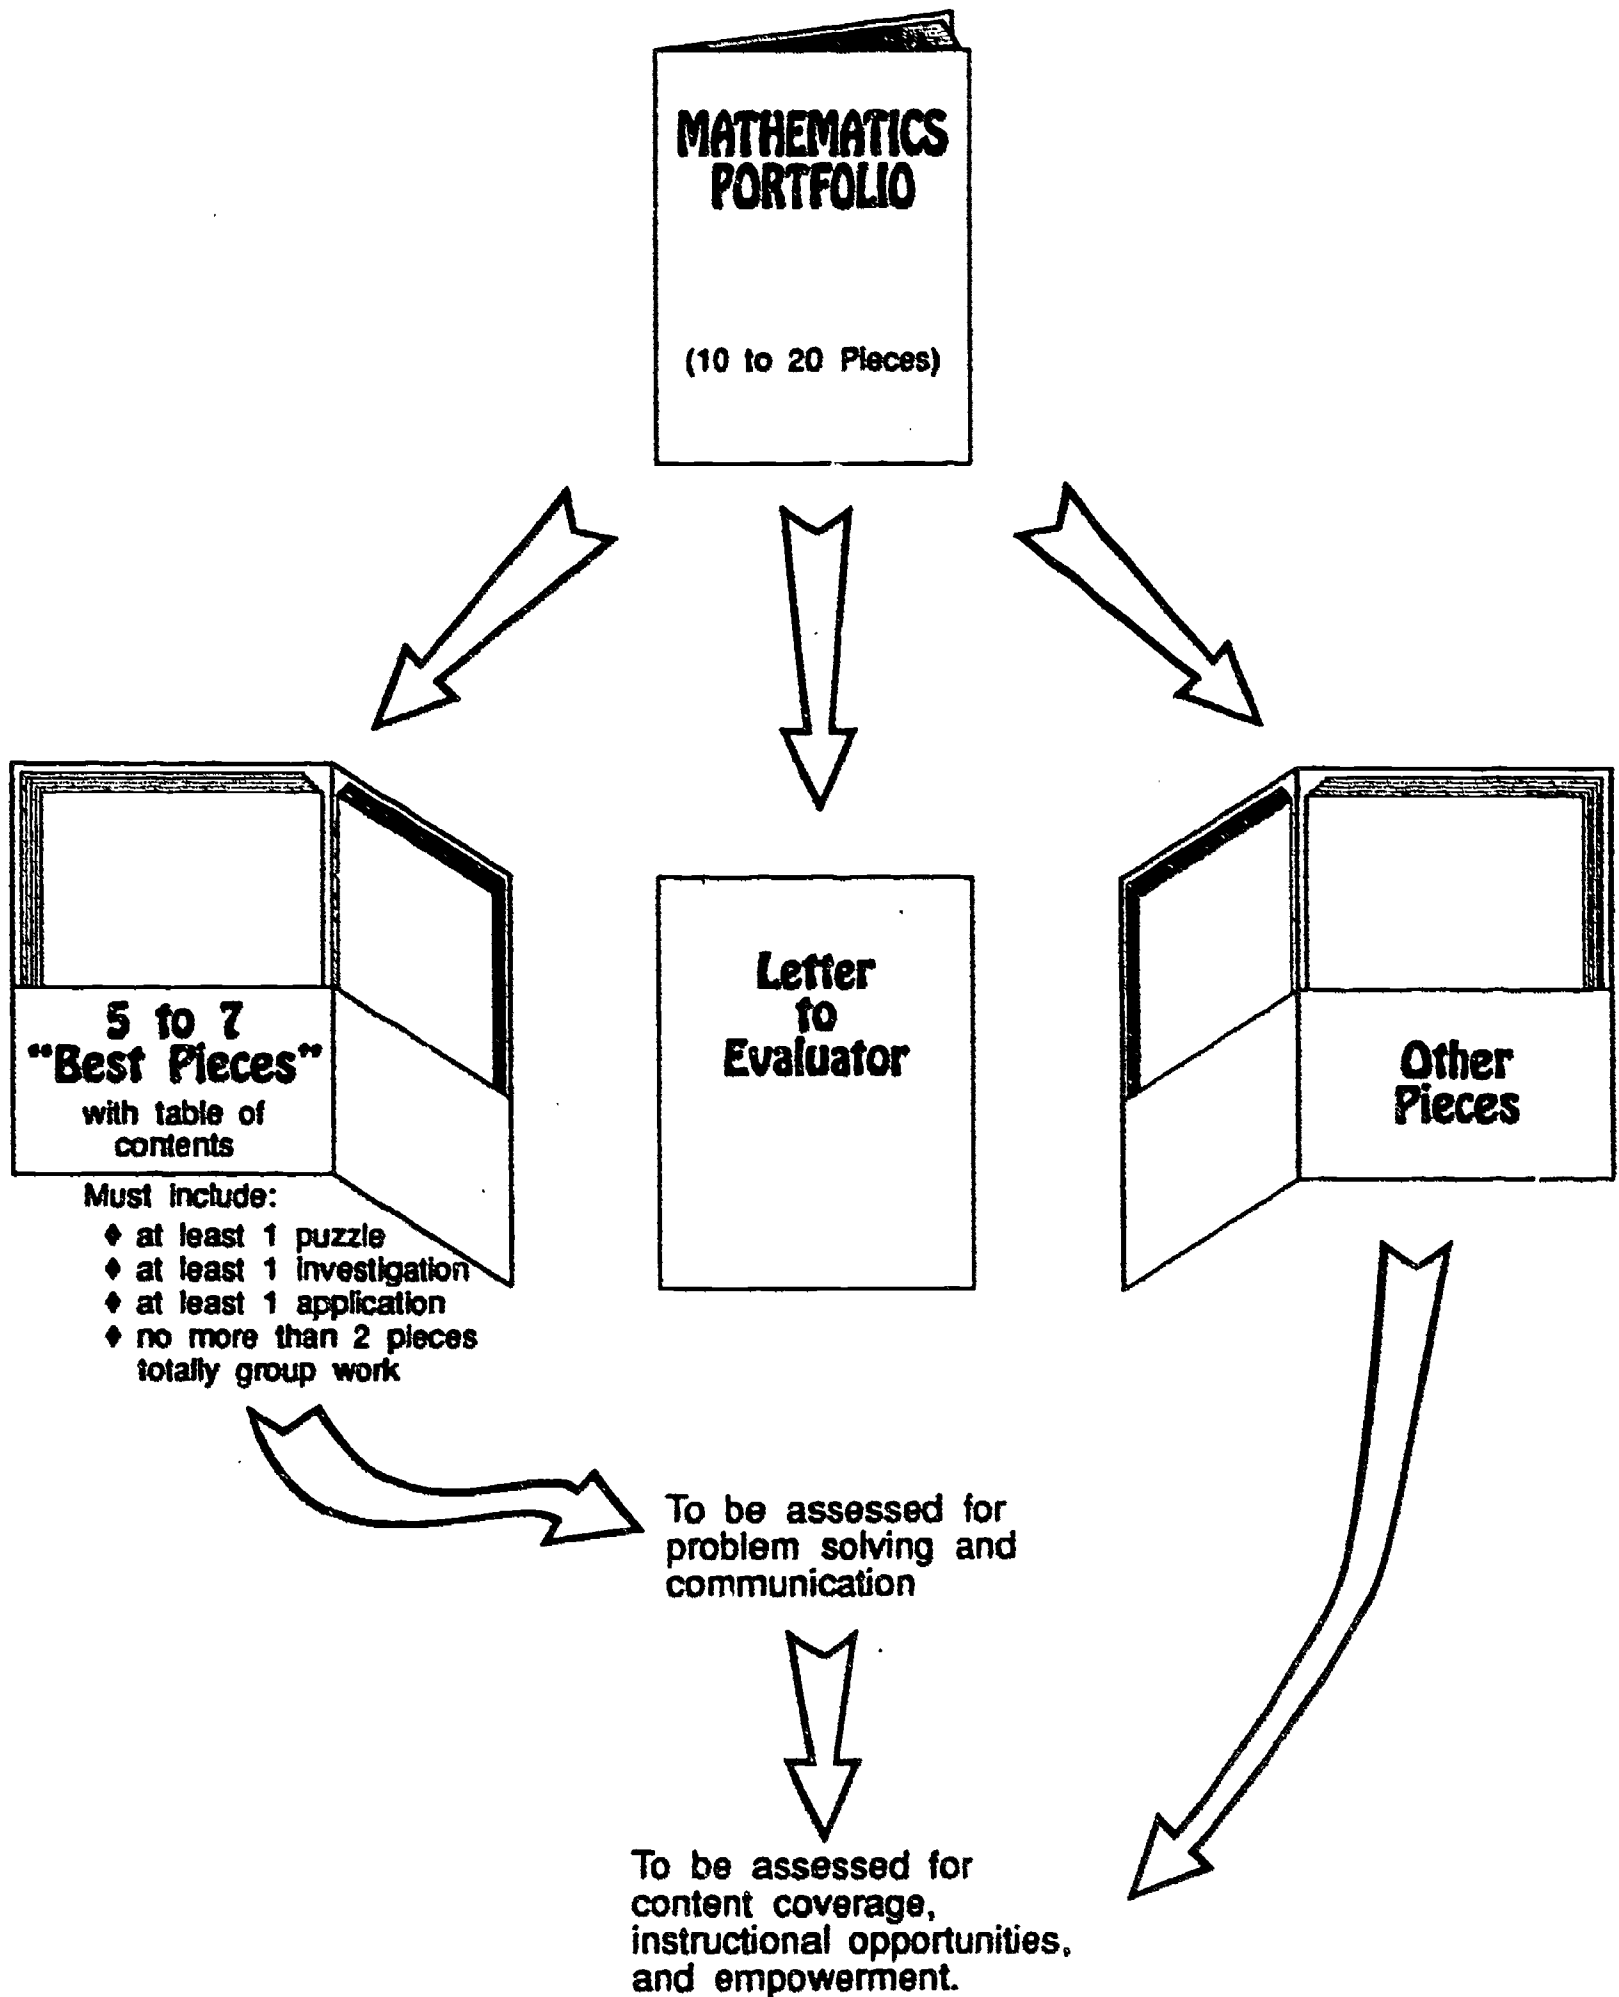 MATHEMATICS
PORTFOLIO
(10 to 20 Pieces)
5 to 7
"Best Pieces"
with table of
contents
Must include:
♦ at least 1 puzzle
♦ at least 1 investigation
♦ at least 1 application
♦ no more than 2 pieces
totally group work
Letter
to
Evaluator
Other
Pieces
To be assessed for
problem solving and
communication
To be assessed for
content coverage,
instructional opportunities,
and empowerment.